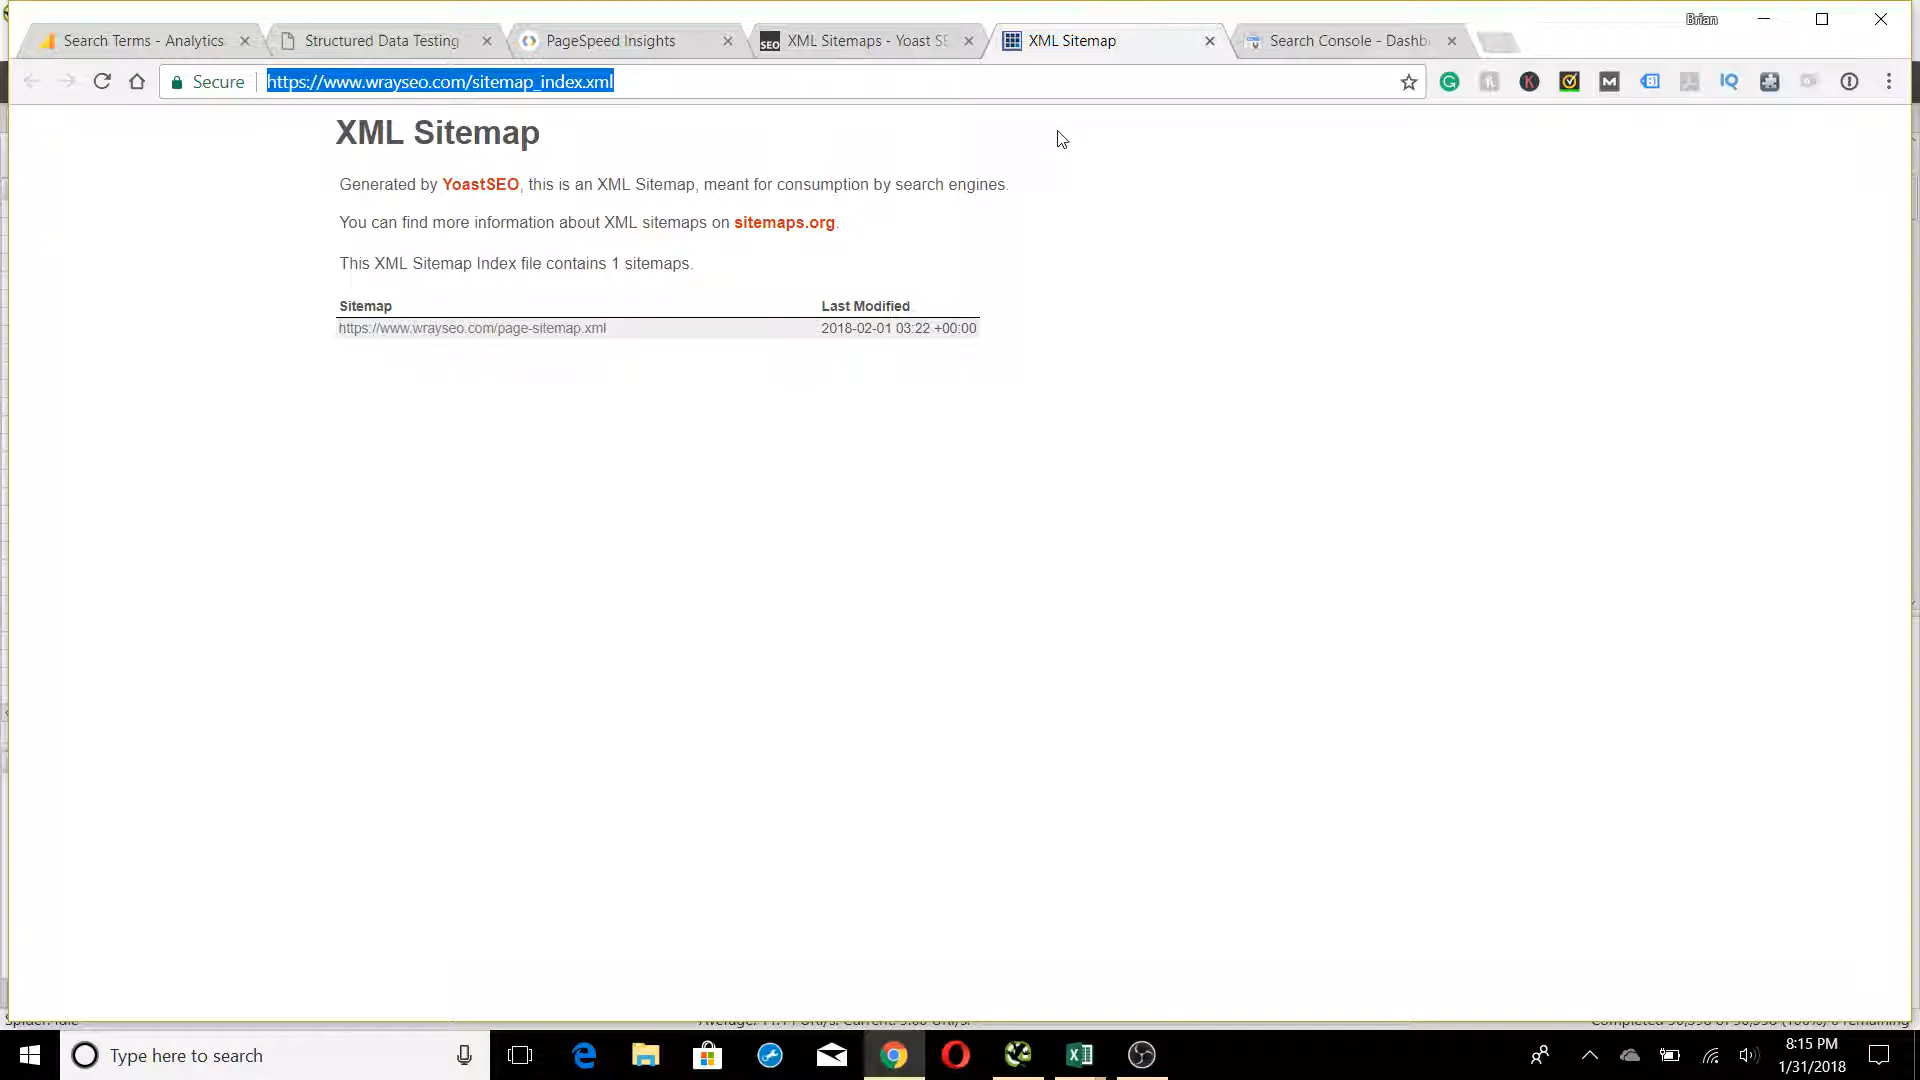 Brian
Search Terms - Analytics
Structured Data Testing
PageSpeed Insights
SEO
XML Sitemaps - Yoast SE
XML Sitemap
Search Console - Dashb
Secure
https://www.wrayseo.com/sitemap_index.xml
XML Sitemap
Generated by YoastSEO, this is an XML Sitemap, meant for consumption by search engines.
You can find more information about XML sitemaps on sitemaps.org.
This XML Sitemap Index file contains 1 sitemaps.
Sitemap Last Modified
https://www.wrayseo.com/page-sitemap.xml 2018-02-01 03:22 +00:00
Type here to search
8:15 PM
1/31/2018